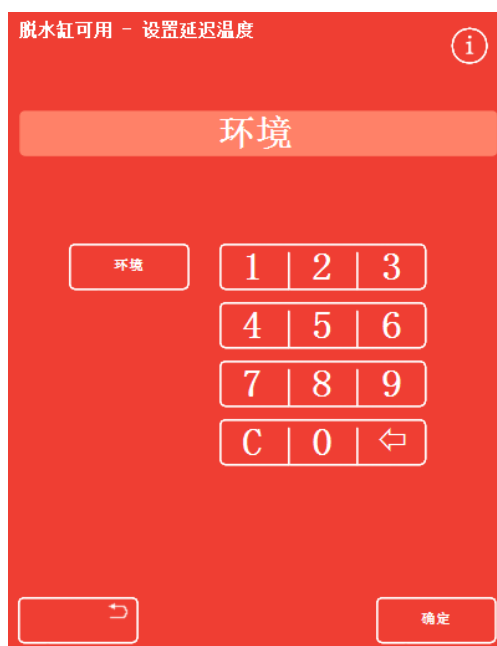 脱水缸可用 - 设置延迟温度
i
环境
环境
1 | 2 | 3
4 | 5 | 6
7 | 8 | 9
C | 0 | ⇦
确定